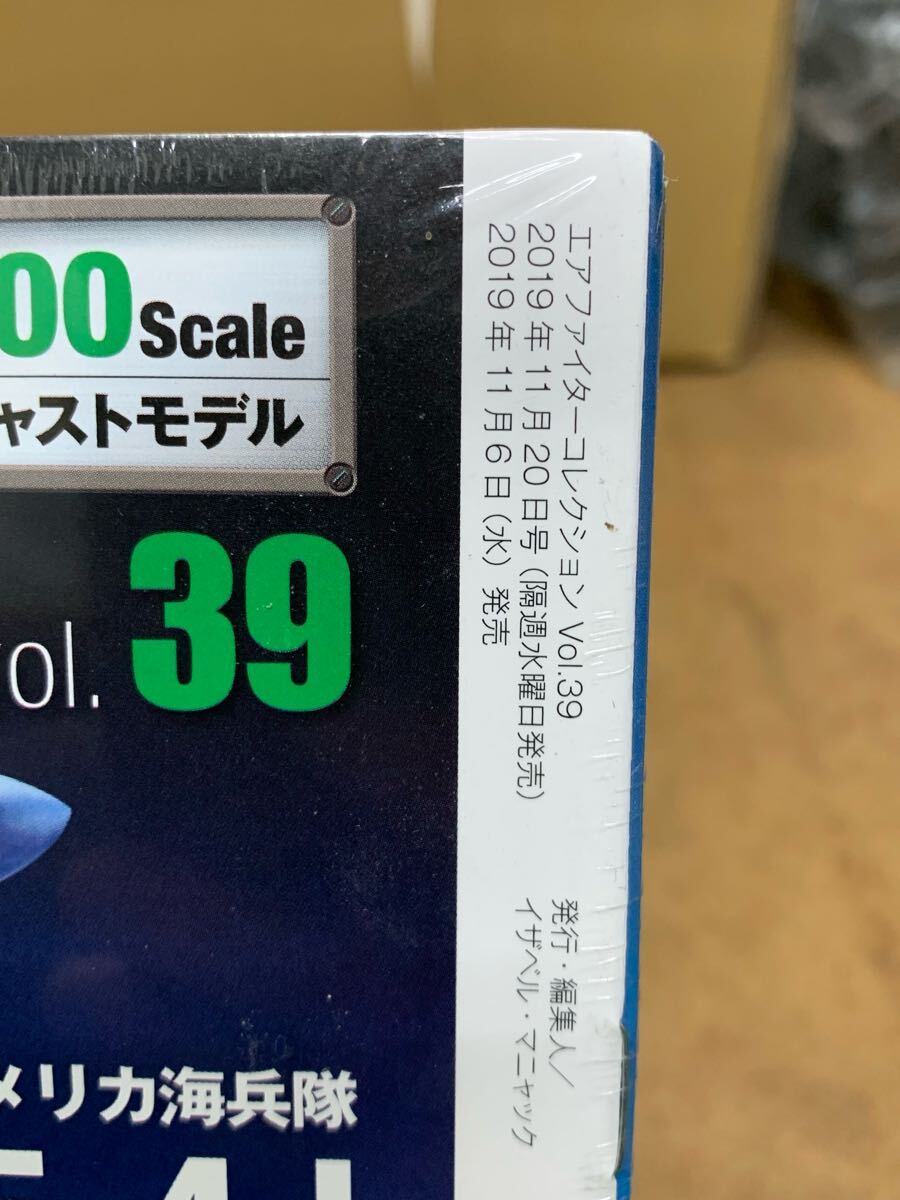 00 Scale
ャストモデル
vol. 39
メリカ海兵隊
エアファイターコレクション Vol.39
2019年11月20日号（隔週水曜日発売）
2019年11月6日（水）発売
発行・編集人／
イザベル・マニャック